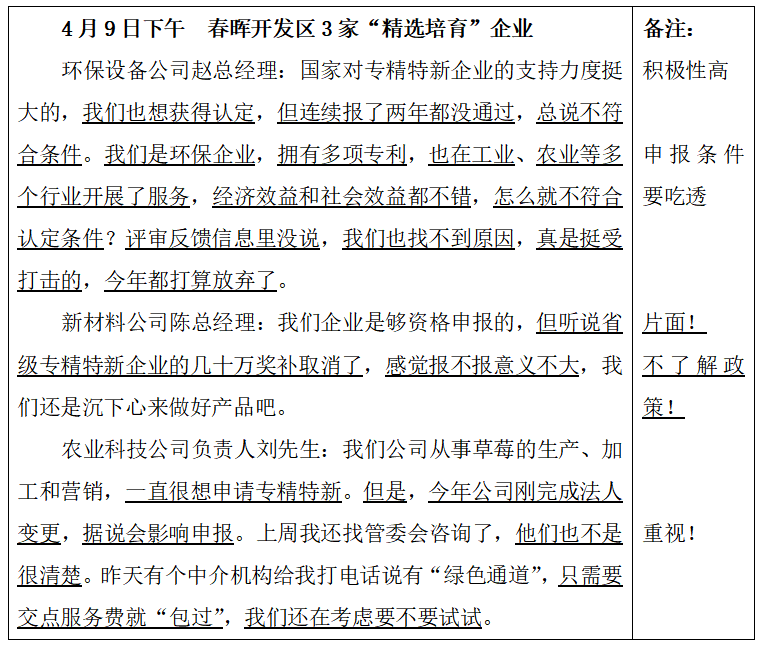 4月9日下午　春晖开发区3家“精选培育”企业
备注：
环保设备公司赵总经理：国家对专精特新企业的支持力度挺
积极性高
大的，我们也想获得认定，但连续报了两年都没通过，总说不符
合条件。我们是环保企业，拥有多项专利，也在工业、农业等多
申报条件
个行业开展了服务，经济效益和社会效益都不错，怎么就不符合
要吃透
认定条件？评审反馈信息里没说，我们也找不到原因，真是挺受
打击的，今年都打算放弃了。
新材料公司陈总经理：我们企业是够资格申报的，但听说省
片面！
级专精特新企业的几十万奖补取消了，感觉报不报意义不大，我
不了解政
们还是沉下心来做好产品吧。
策！
农业科技公司负责人刘先生：我们公司从事草莓的生产、加
工和营销，一直很想申请专精特新。但是，今年公司刚完成法人
变更，据说会影响申报。上周我还找管委会咨询了，他们也不是
重视！
很清楚。昨天有个中介机构给我打电话说有“绿色通道”，只需要
交点服务费就“包过”，我们还在考虑要不要试试。